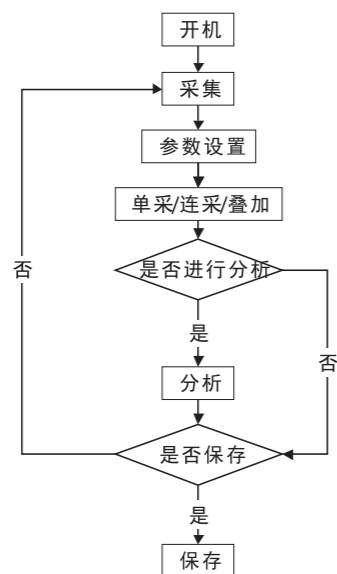 开机
采集
参数设置
单采/连采/叠加
是否进行分析
否
是
否
分析
是否保存
是
保存